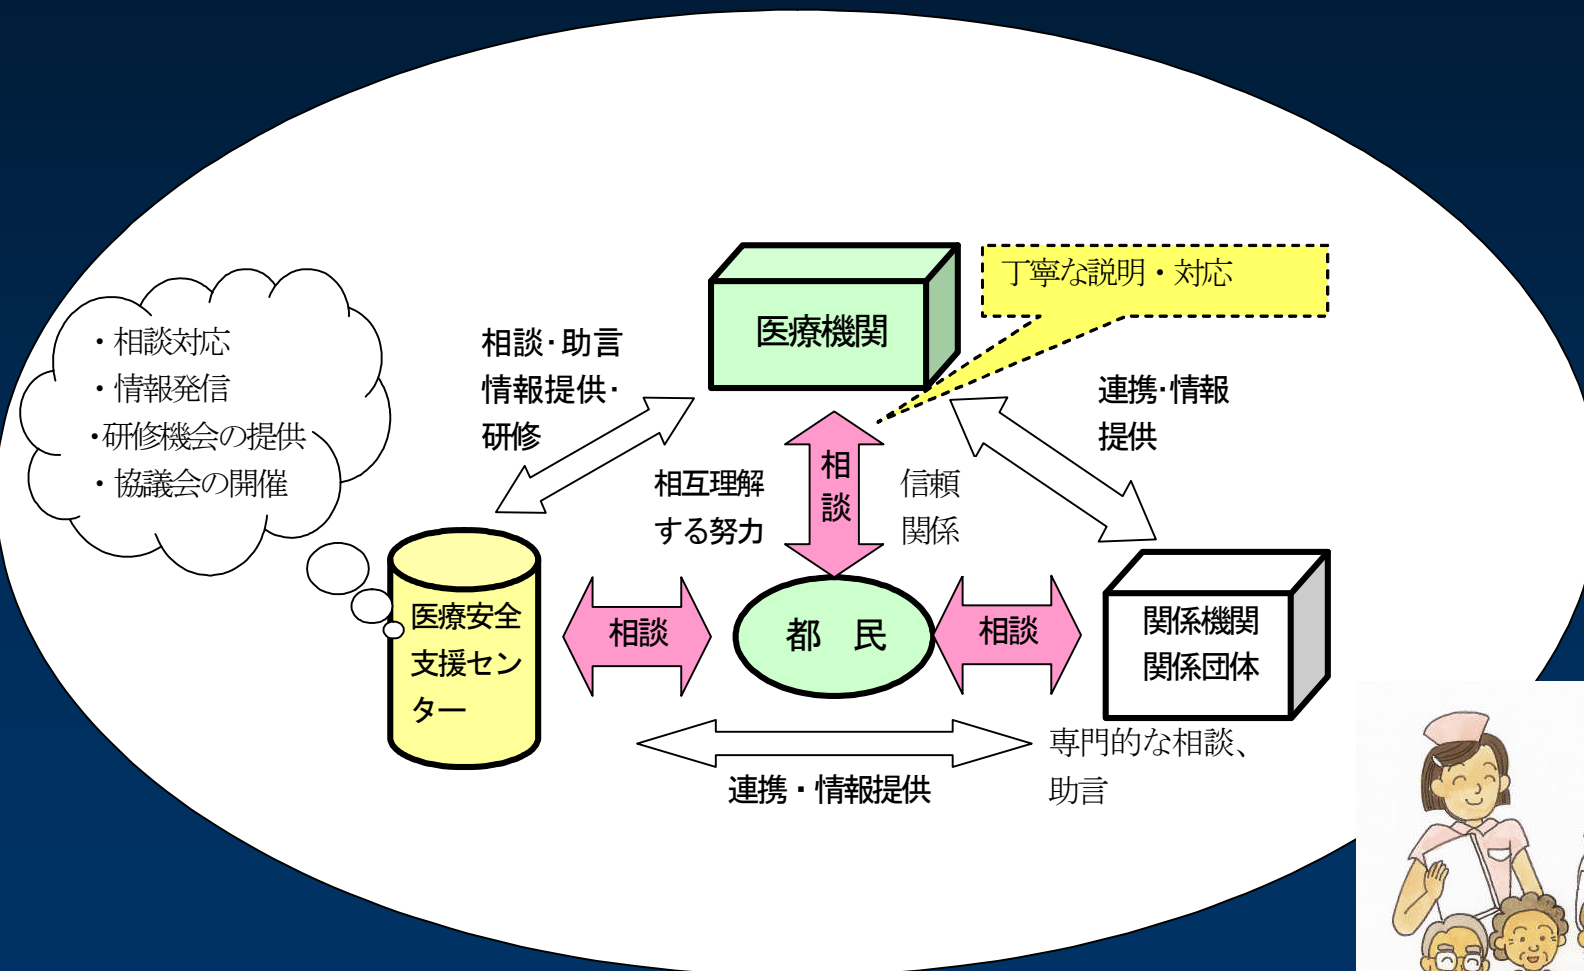 丁寧な説明・対応
医療機関
・相談対応
・情報発信
・研修機会の提供
・協議会の開催
相談・助言
情報提供・
研修
連携・情報
提供
相互理解
する努力
相
談
信頼
関係
医療安全
支援セン
ター
相談
都　民
相談
関係機関
関係団体
連携・情報提供
専門的な相談、
助言